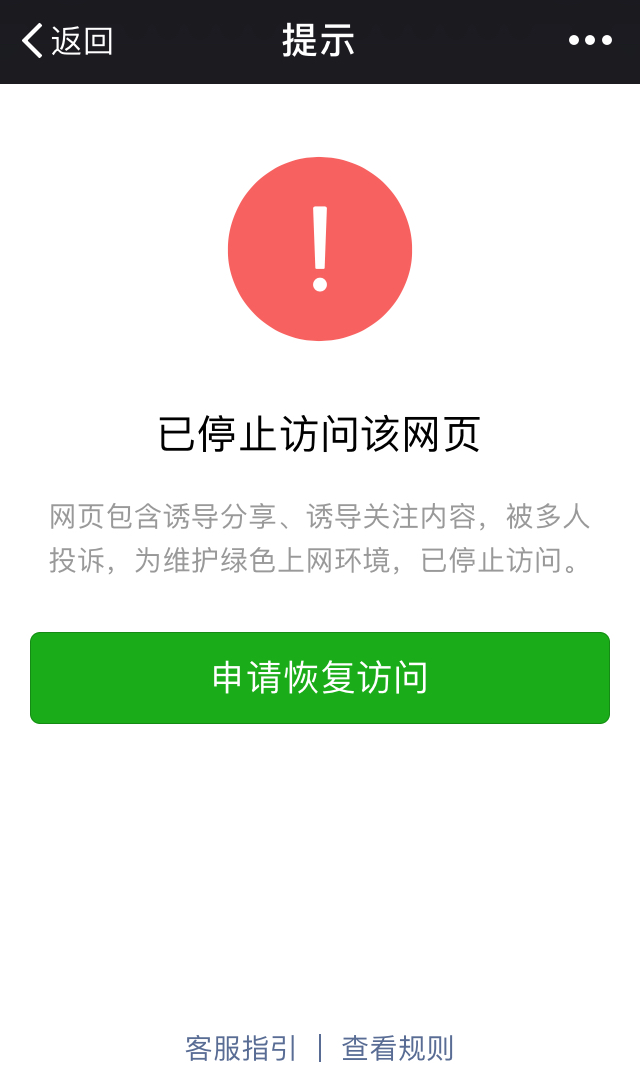 返回
提示
!
已停止访问该网页
网页包含诱导分享、诱导关注内容，被多人
投诉，为维护绿色上网环境，已停止访问。
申请恢复访问
客服指引 | 查看规则